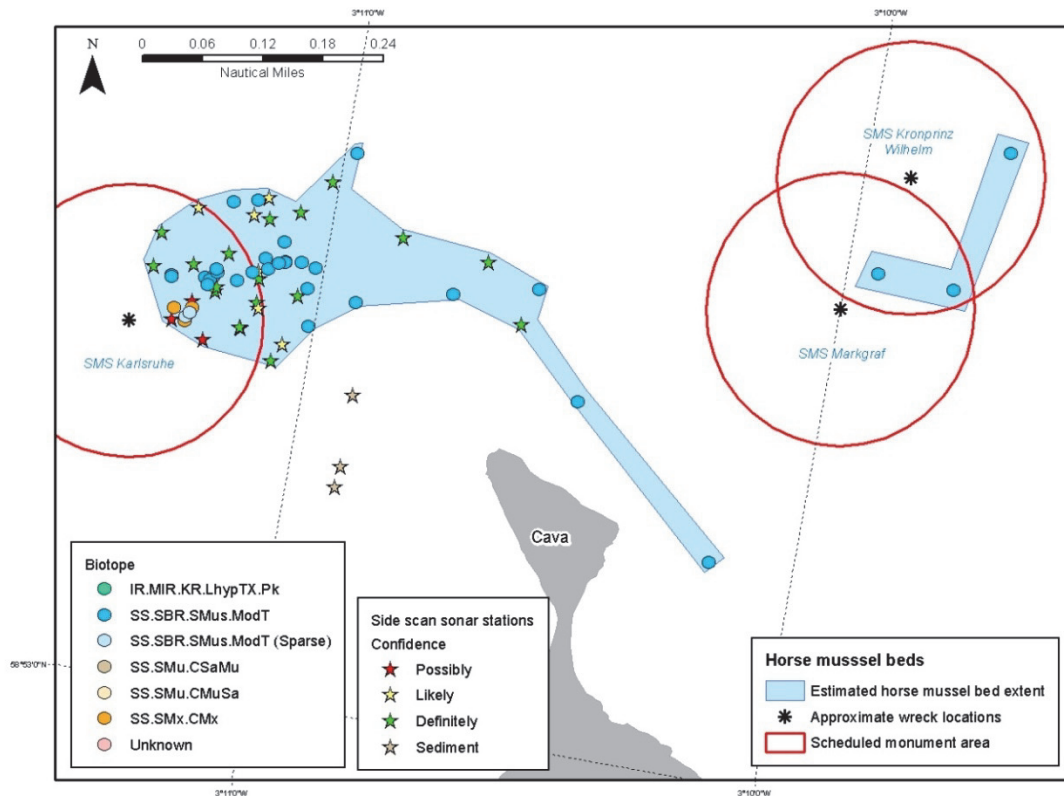 3°11'0"W
3°10'0"W
N
0 0.06 0.12 0.18 0.24
Nautical Miles
SMS Kronprinz
Wilhelm
SMS Karlsruhe
SMS Markgraf
Cava
Biotope
IR.MIR.KR.LhypTX.Pk
SS.SBR.SMus.ModT
SS.SBR.SMus.ModT (Sparse)
SS.SMu.CSaMu
SS.SMu.CMuSa
SS.SMx.CMx
Unknown
Side scan sonar stations
Confidence
Possibly
Likely
Definitely
Sediment
Horse musssel beds
Estimated horse mussel bed extent
Approximate wreck locations
Scheduled monument area
58°53'0"N
3°11'0"W
3°10'0"W